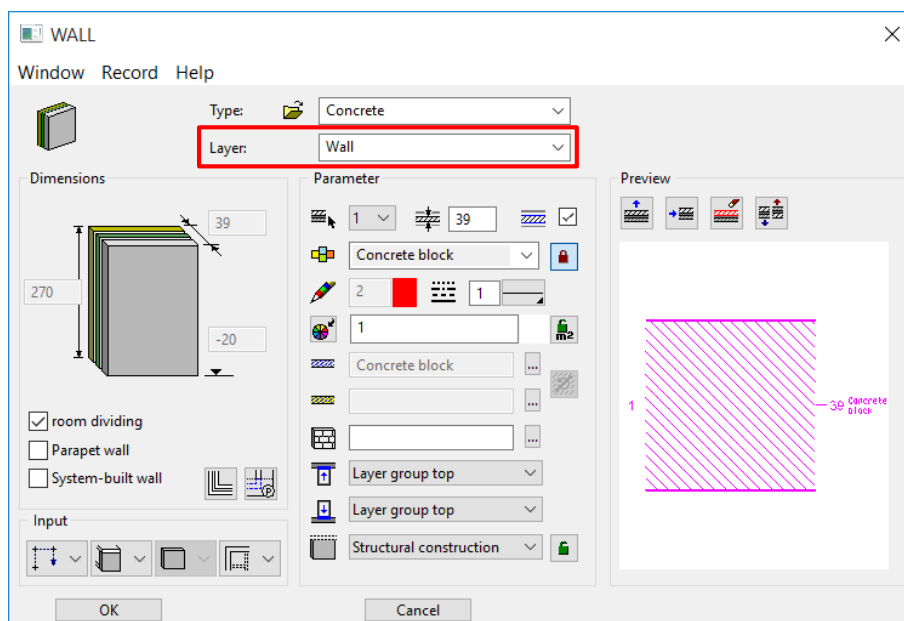 WALL
Window Record Help
Type: Concrete
Layer: Wall
Dimensions
39
270
-20
room dividing
Parapet wall
System-built wall
Input
Parameter
1 39
Concrete block
2 1
1 m2
Concrete block ...
...
...
Layer group top
Layer group top
Structural construction
Preview
1 39 Concrete
block
OK Cancel